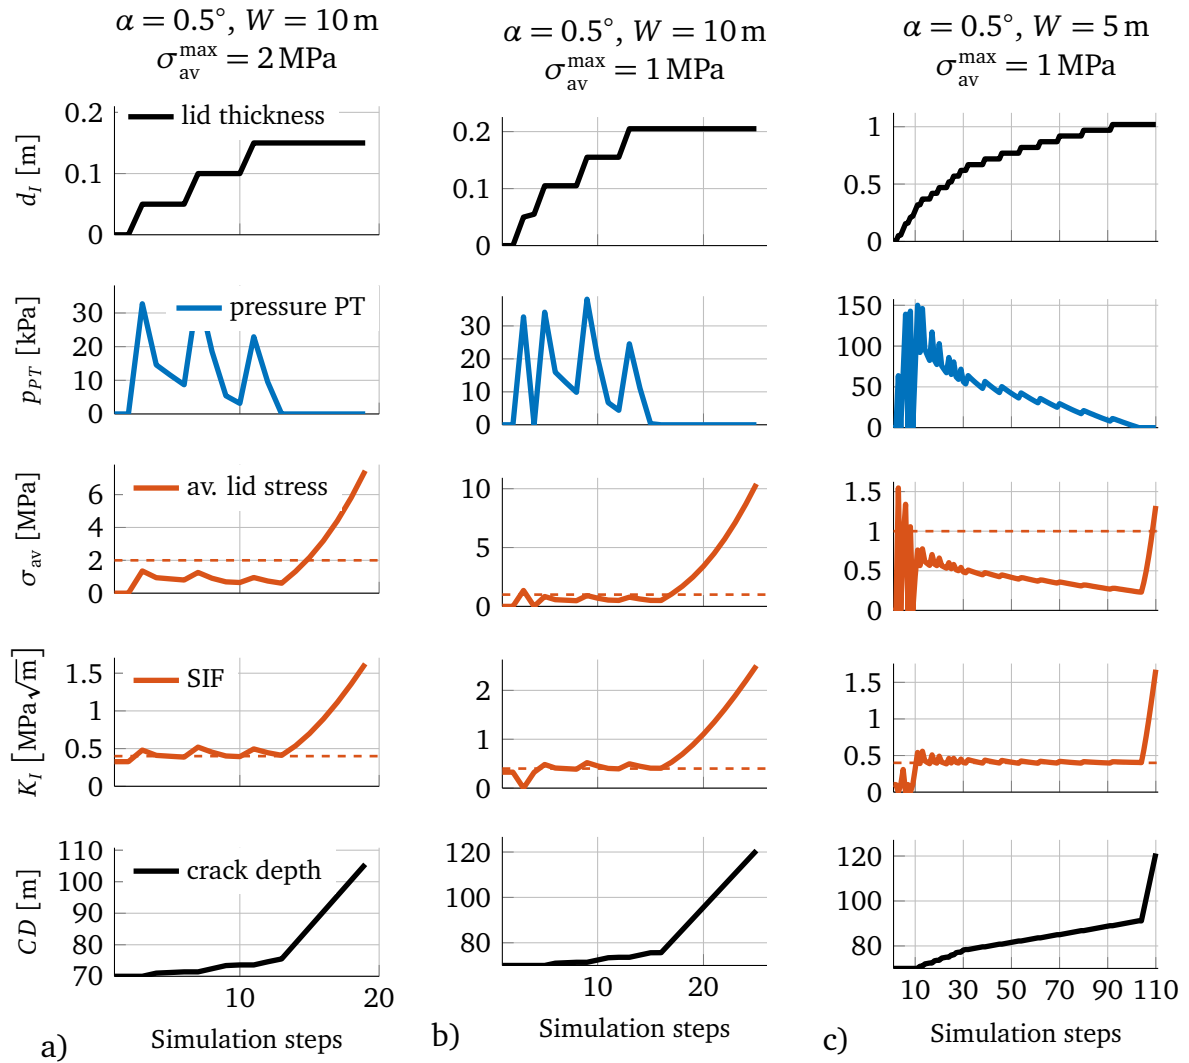 α = 0.5°, W = 10 m
σ_av^max = 2 MPa
α = 0.5°, W = 10 m
σ_av^max = 1 MPa
α = 0.5°, W = 5 m
σ_av^max = 1 MPa
d_I [m]
0.2
0.1
0
lid thickness
0.2
0.1
0
1
0.5
0
p_PT [kPa]
30
20
10
0
pressure PT
30
20
10
0
150
100
50
0
σ_av [MPa]
6
4
2
0
av. lid stress
10
5
0
1.5
1
0.5
0
K_I [MPa√m]
1.5
1
0.5
0
SIF
2
0
1.5
1
0.5
0
CD [m]
110
100
90
80
70
crack depth
10 20
120
100
80
10 20
120
100
80
10 30 50 70 90 110
a) Simulation steps
b) Simulation steps
c) Simulation steps